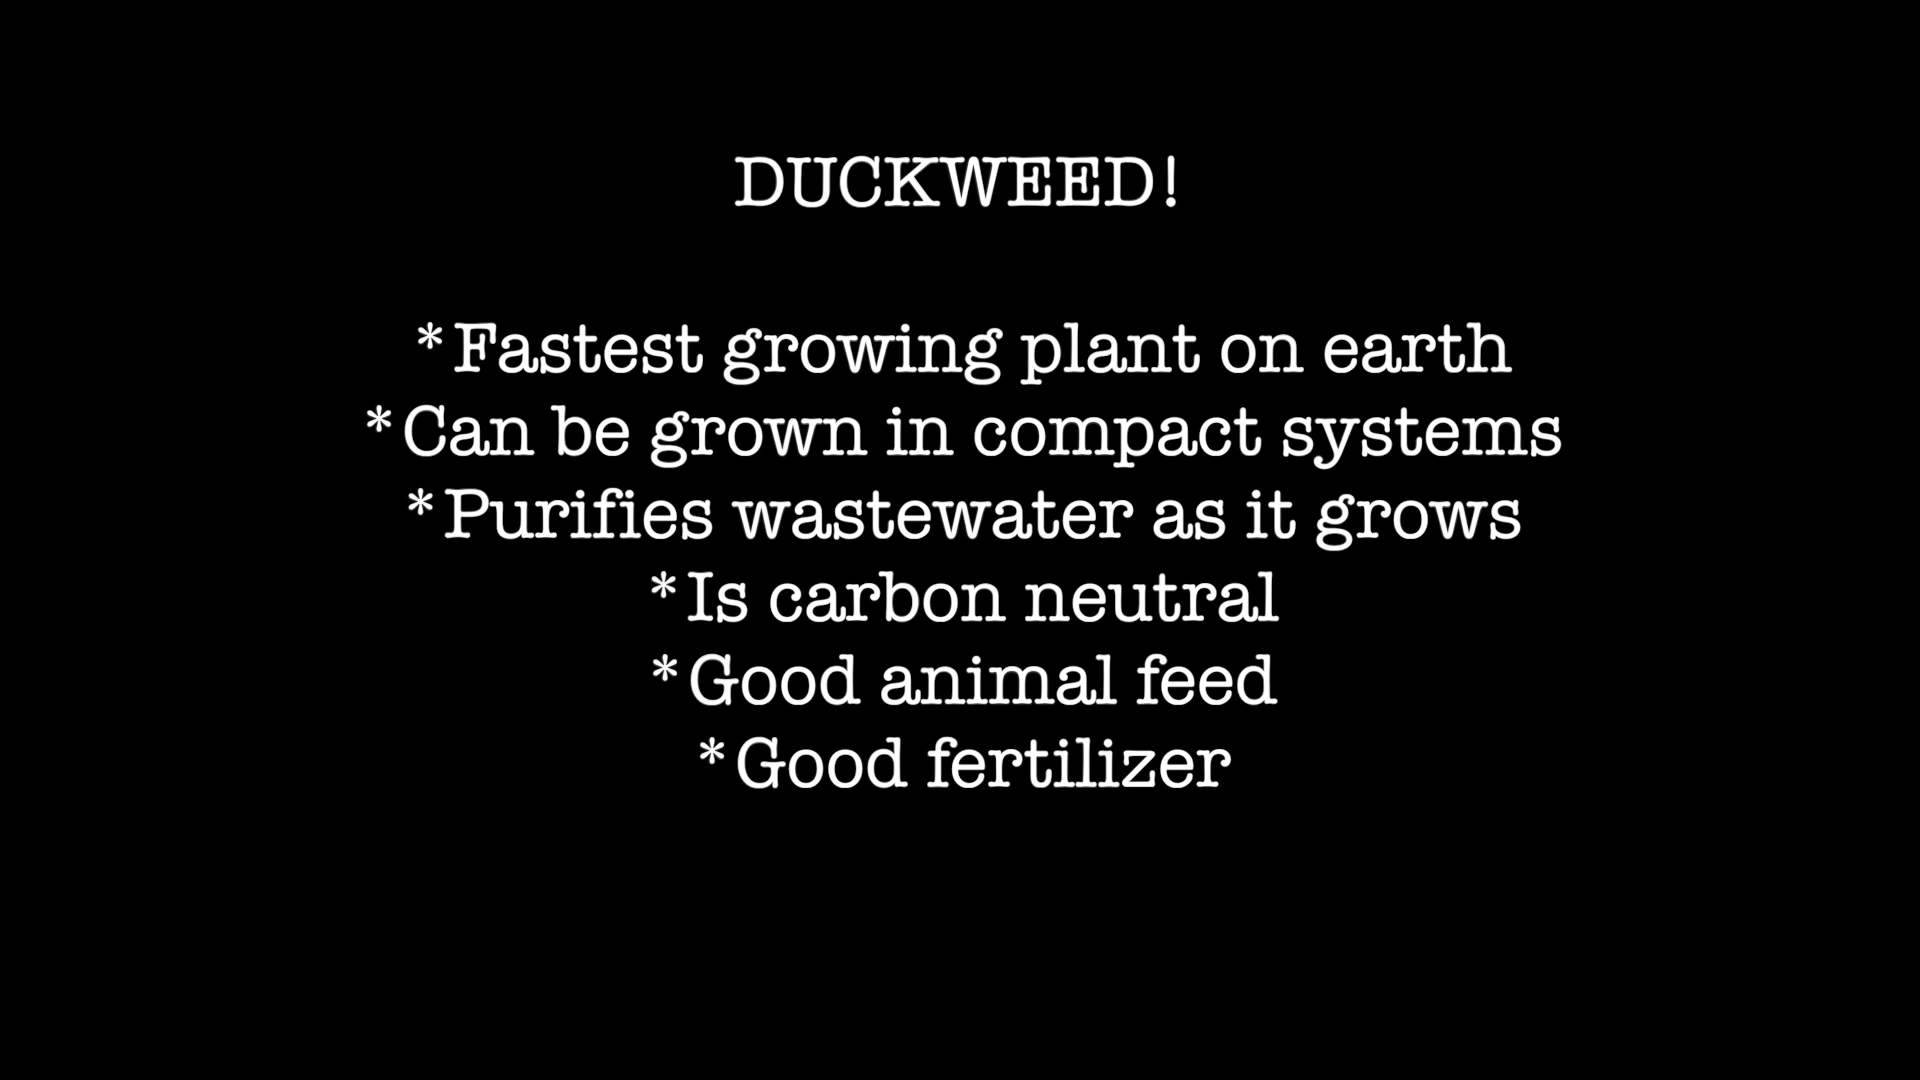 DUCKWEED!
*Fastest growing plant on earth
*Can be grown in compact systems
*Purifies wastewater as it grows
*Is carbon neutral
*Good animal feed
*Good fertilizer